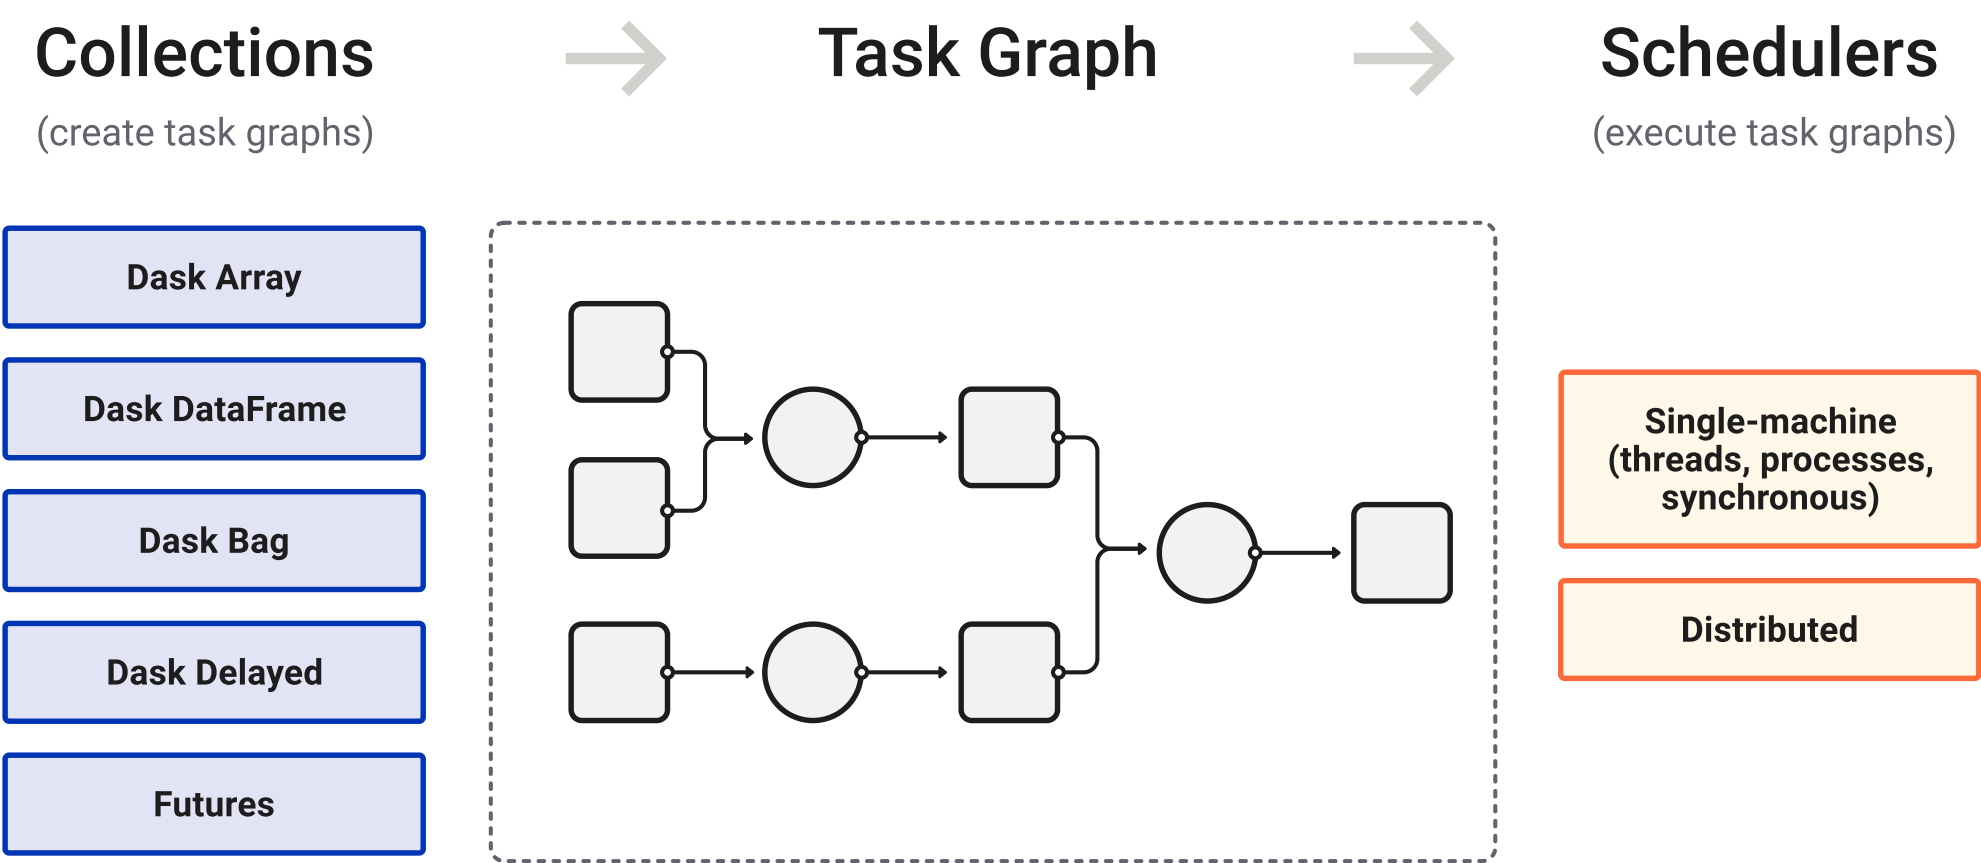 Collections
(create task graphs)
Dask Array
Dask DataFrame
Dask Bag
Dask Delayed
Futures
Task Graph
Schedulers
(execute task graphs)
Single-machine
(threads, processes,
synchronous)
Distributed